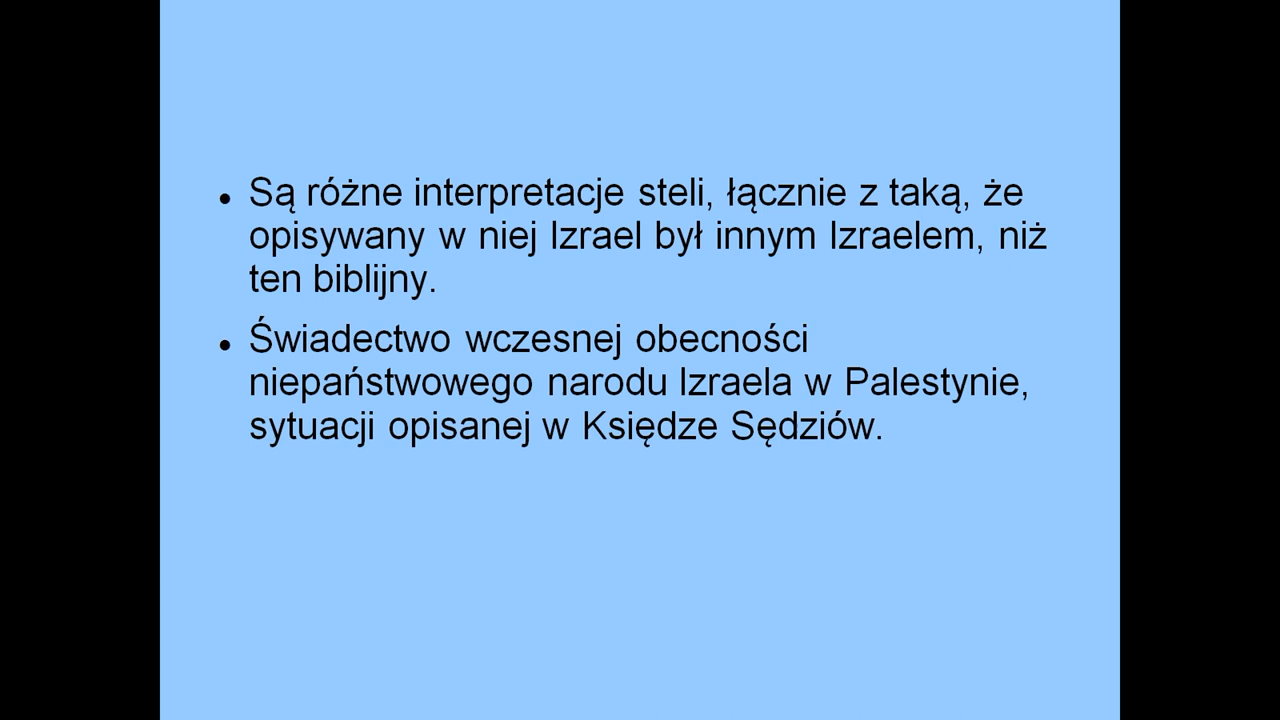 • Są różne interpretacje steli, łącznie z taką, że
opisywany w niej Izrael był innym Izraelem, niż
ten biblijny.
• Świadectwo wczesnej obecności
niepaństwowego narodu Izraela w Palestynie,
sytuacji opisanej w Księdze Sędziów.